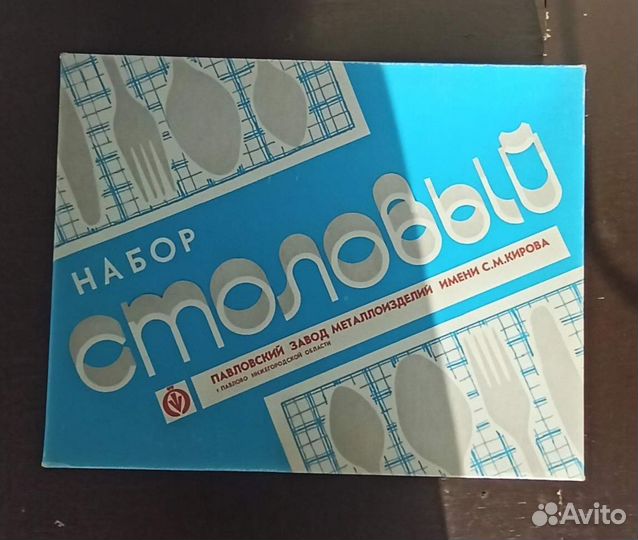 НАБОР
столовый
ПАВЛОВСКИЙ ЗАВОД МЕТАЛЛОИЗДЕЛИЙ ИМЕНИ С.М.КИРОВА
г. ПАВЛОВО НИЖЕГОРОДСКОЙ ОБЛАСТИ
Avito